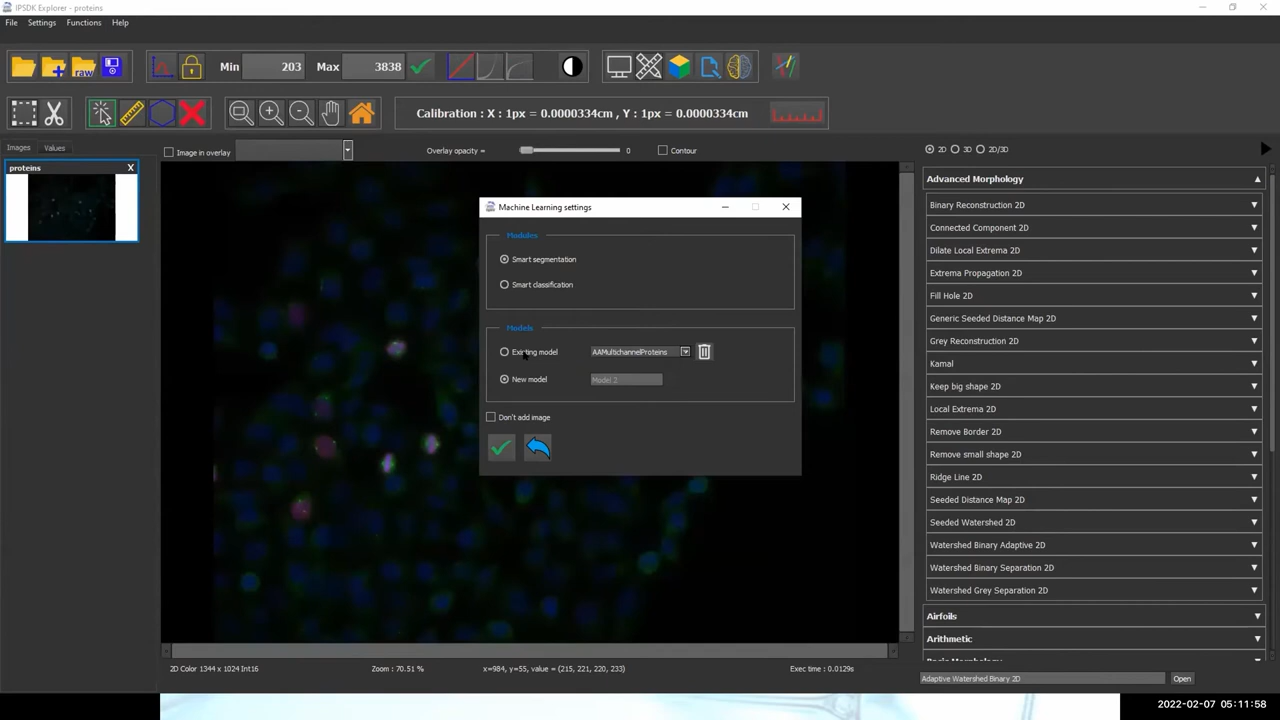 IPSDK Explorer - proteins
File Settings Functions Help
raw
Min 203 Max 3838
Calibration : X : 1px = 0.0000334cm , Y : 1px = 0.0000334cm
Images Values
Image in overlay Overlay opacity = 0 Contour
2D 3D 2D/3D
proteins X
Machine Learning settings
Modules
Smart segmentation
Smart classification
Models
Existing model AAMultichannelProteins
New model Model 2
Don't add image
Advanced Morphology
Binary Reconstruction 2D
Connected Component 2D
Dilate Local Extrema 2D
Extrema Propagation 2D
Fill Hole 2D
Generic Seeded Distance Map 2D
Grey Reconstruction 2D
Kamal
Keep big shape 2D
Local Extrema 2D
Remove Border 2D
Remove small shape 2D
Ridge Line 2D
Seeded Distance Map 2D
Seeded Watershed 2D
Watershed Binary Adaptive 2D
Watershed Binary Separation 2D
Watershed Grey Separation 2D
Airfoils
Arithmetic
Basic Morphology
2D Color 1344 x 1024 Int16 Zoom : 70.51 % x=984, y=55, value = (215, 221, 220, 233) Exec time : 0.0129s
Adaptive Watershed Binary 2D Open
2022-02-07 05:11:58